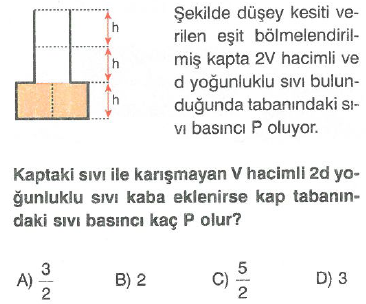 h
h
h
Şekilde düşey kesiti ve-
rilen eşit bölmelendiril-
miş kapta 2V hacimli ve
d yoğunluklu sıvı bulun-
duğunda tabanındaki sı-
vı basıncı P oluyor.
Kaptaki sıvı ile karışmayan V hacimli 2d yo-
ğunluklu sıvı kaba eklenirse kap tabanın-
daki sıvı basıncı kaç P olur?
A) 3/2 B) 2 C) 5/2 D) 3